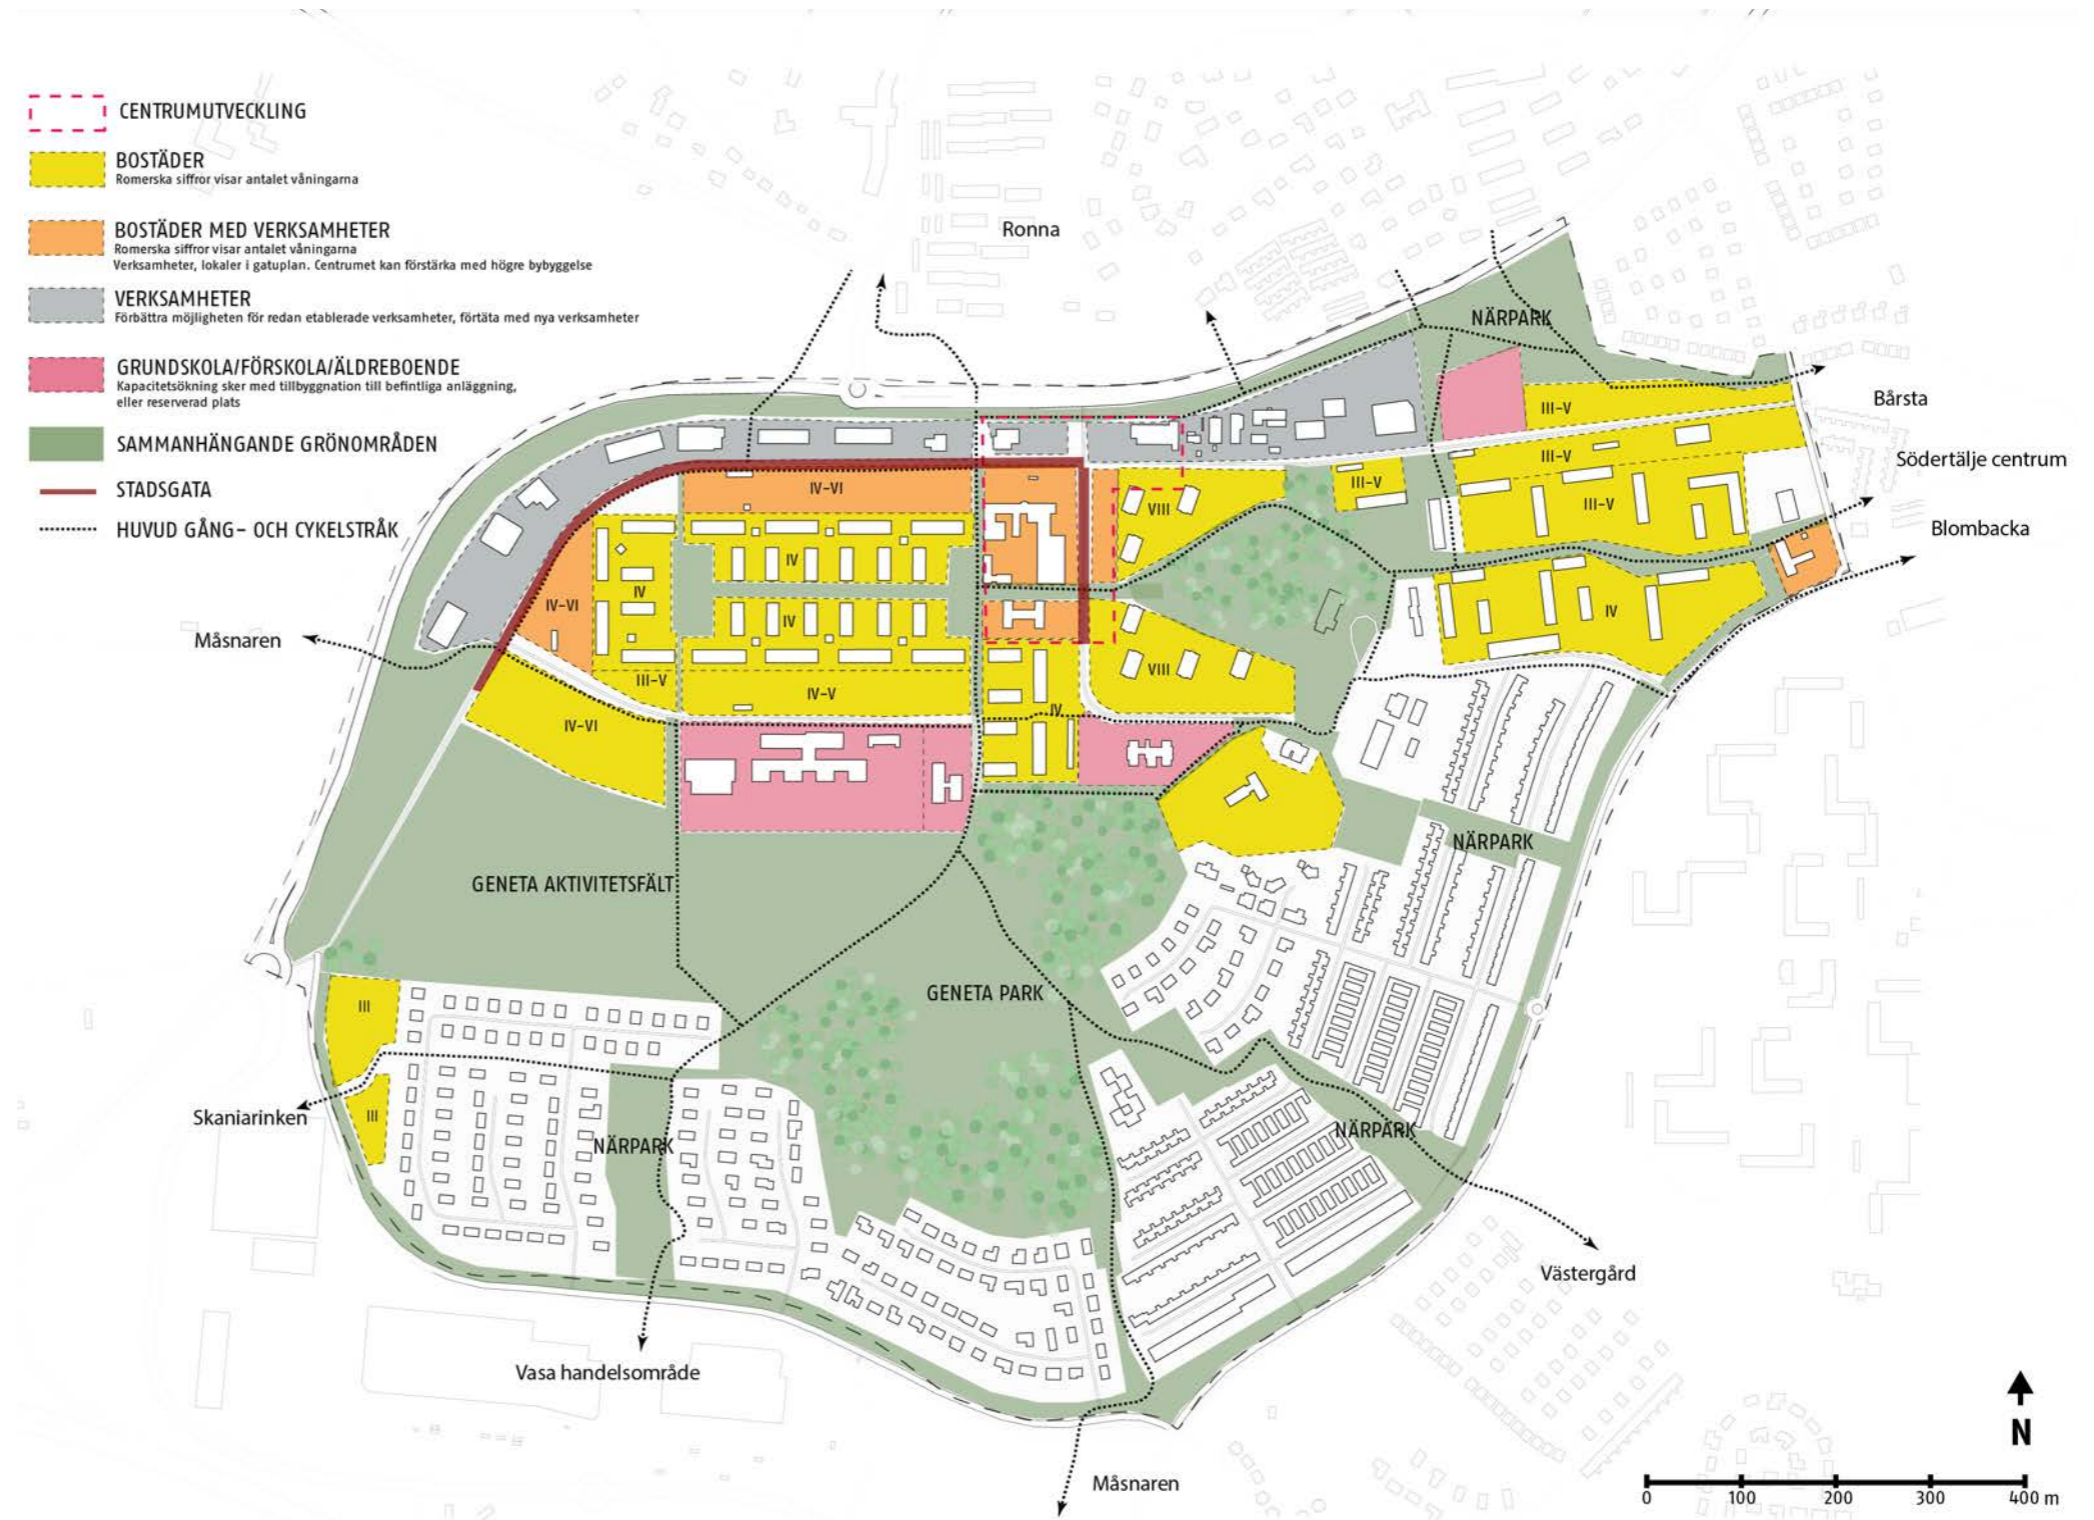 CENTRUMUTVECKLING
BOSTÄDER
Romerska siffror visar antalet våningarna
BOSTÄDER MED VERKSAMHETER
Romerska siffror visar antalet våningarna
Verksamheter, lokaler i gatuplan. Centrumet kan förstärka med högre bybyggelse
VERKSAMHETER
Förbättra möjligheten för redan etablerade verksamheter, förtäta med nya verksamheter
GRUNDSKOLA/FÖRSKOLA/ÄLDREBOENDE
Kapacitetsökning sker med tillbyggnation till befintliga anläggning,
eller reserverad plats
SAMMANHÄNGANDE GRÖNOMRÅDEN
STADSGATA
HUVUD GÅNG- OCH CYKELSTRÅK
Ronna
NÄRPARK
Bårsta
III-V
III-V
Södertälje centrum
IV-VI
III-V
VIII
III-V
Blombacka
IV
IV
IV-VI
IV
IV
Måsnaren
VIII
III-V
IV-V
IV
IV-VI
NÄRPARK
GENETA AKTIVITETSFÄLT
GENETA PARK
III
Skaniarinken
III
NÄRPARK
NÄRPARK
Västergård
Vasa handelsområde
Måsnaren
N
0
100
200
300
400 m